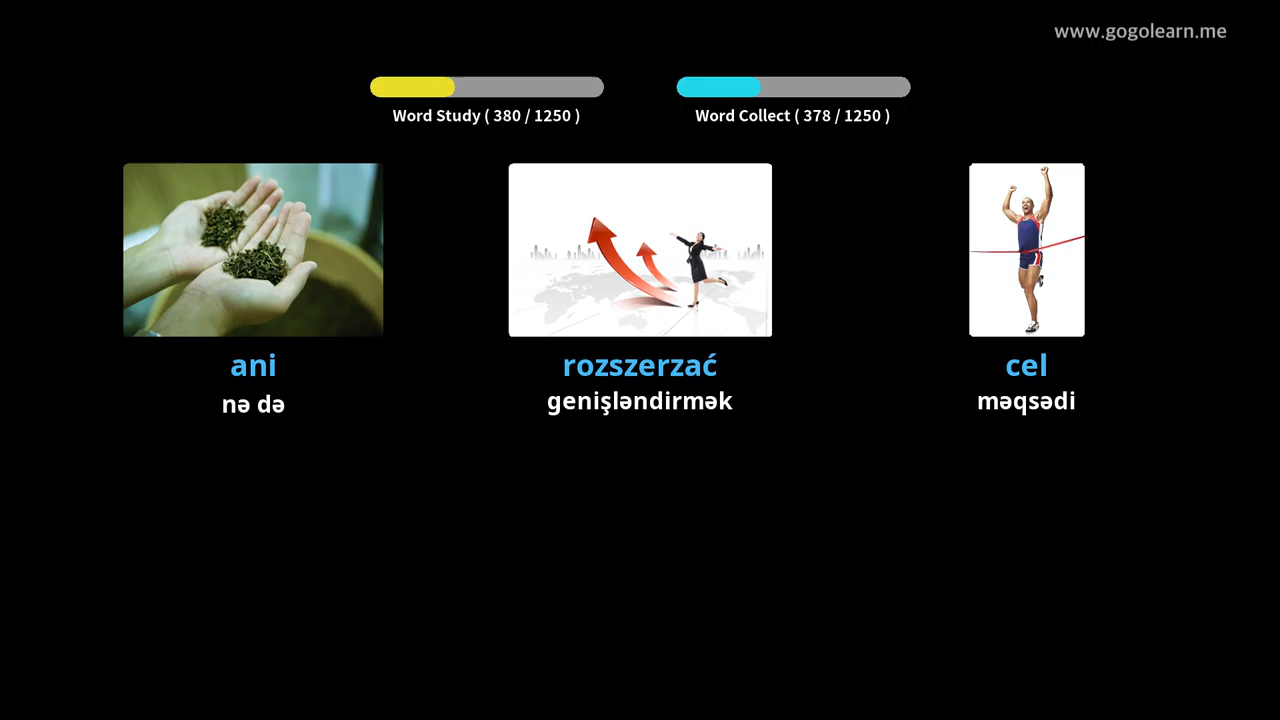 www.gogolearn.me
Word Study ( 380 / 1250 )
Word Collect ( 378 / 1250 )
ani
nə də
rozszerzać
genişləndirmək
cel
məqsədi